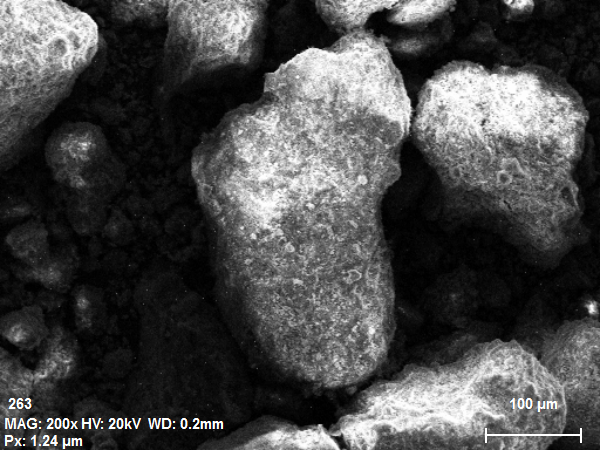 263
100 µm
MAG: 200x HV: 20kV WD: 0.2mm
Px: 1.24 µm